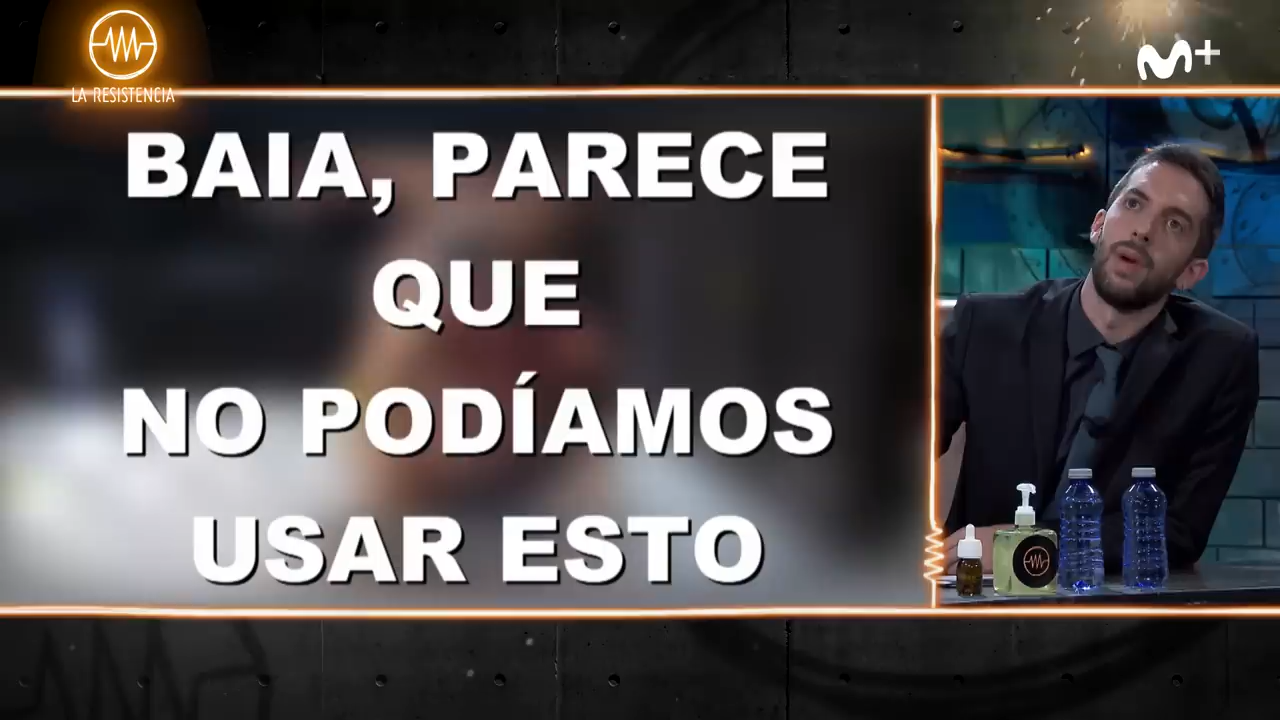 LA RESISTENCIA
M+
BAIA, PARECE
QUE
NO PODÍAMOS
USAR ESTO